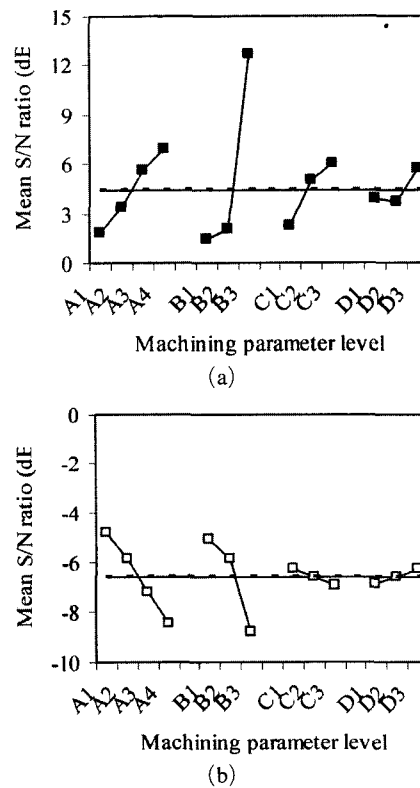 15
12
9
6
3
0
Mean S/N ratio (dE
A1 A2 A3 A4 B1 B2 B3 C1 C2 C3 D1 D2 D3
Machining parameter level
(a)
0
-2
-4
-6
-8
-10
Mean S/N ratio (dE
A1 A2 A3 A4 B1 B2 B3 C1 C2 C3 D1 D2 D3
Machining parameter level
(b)